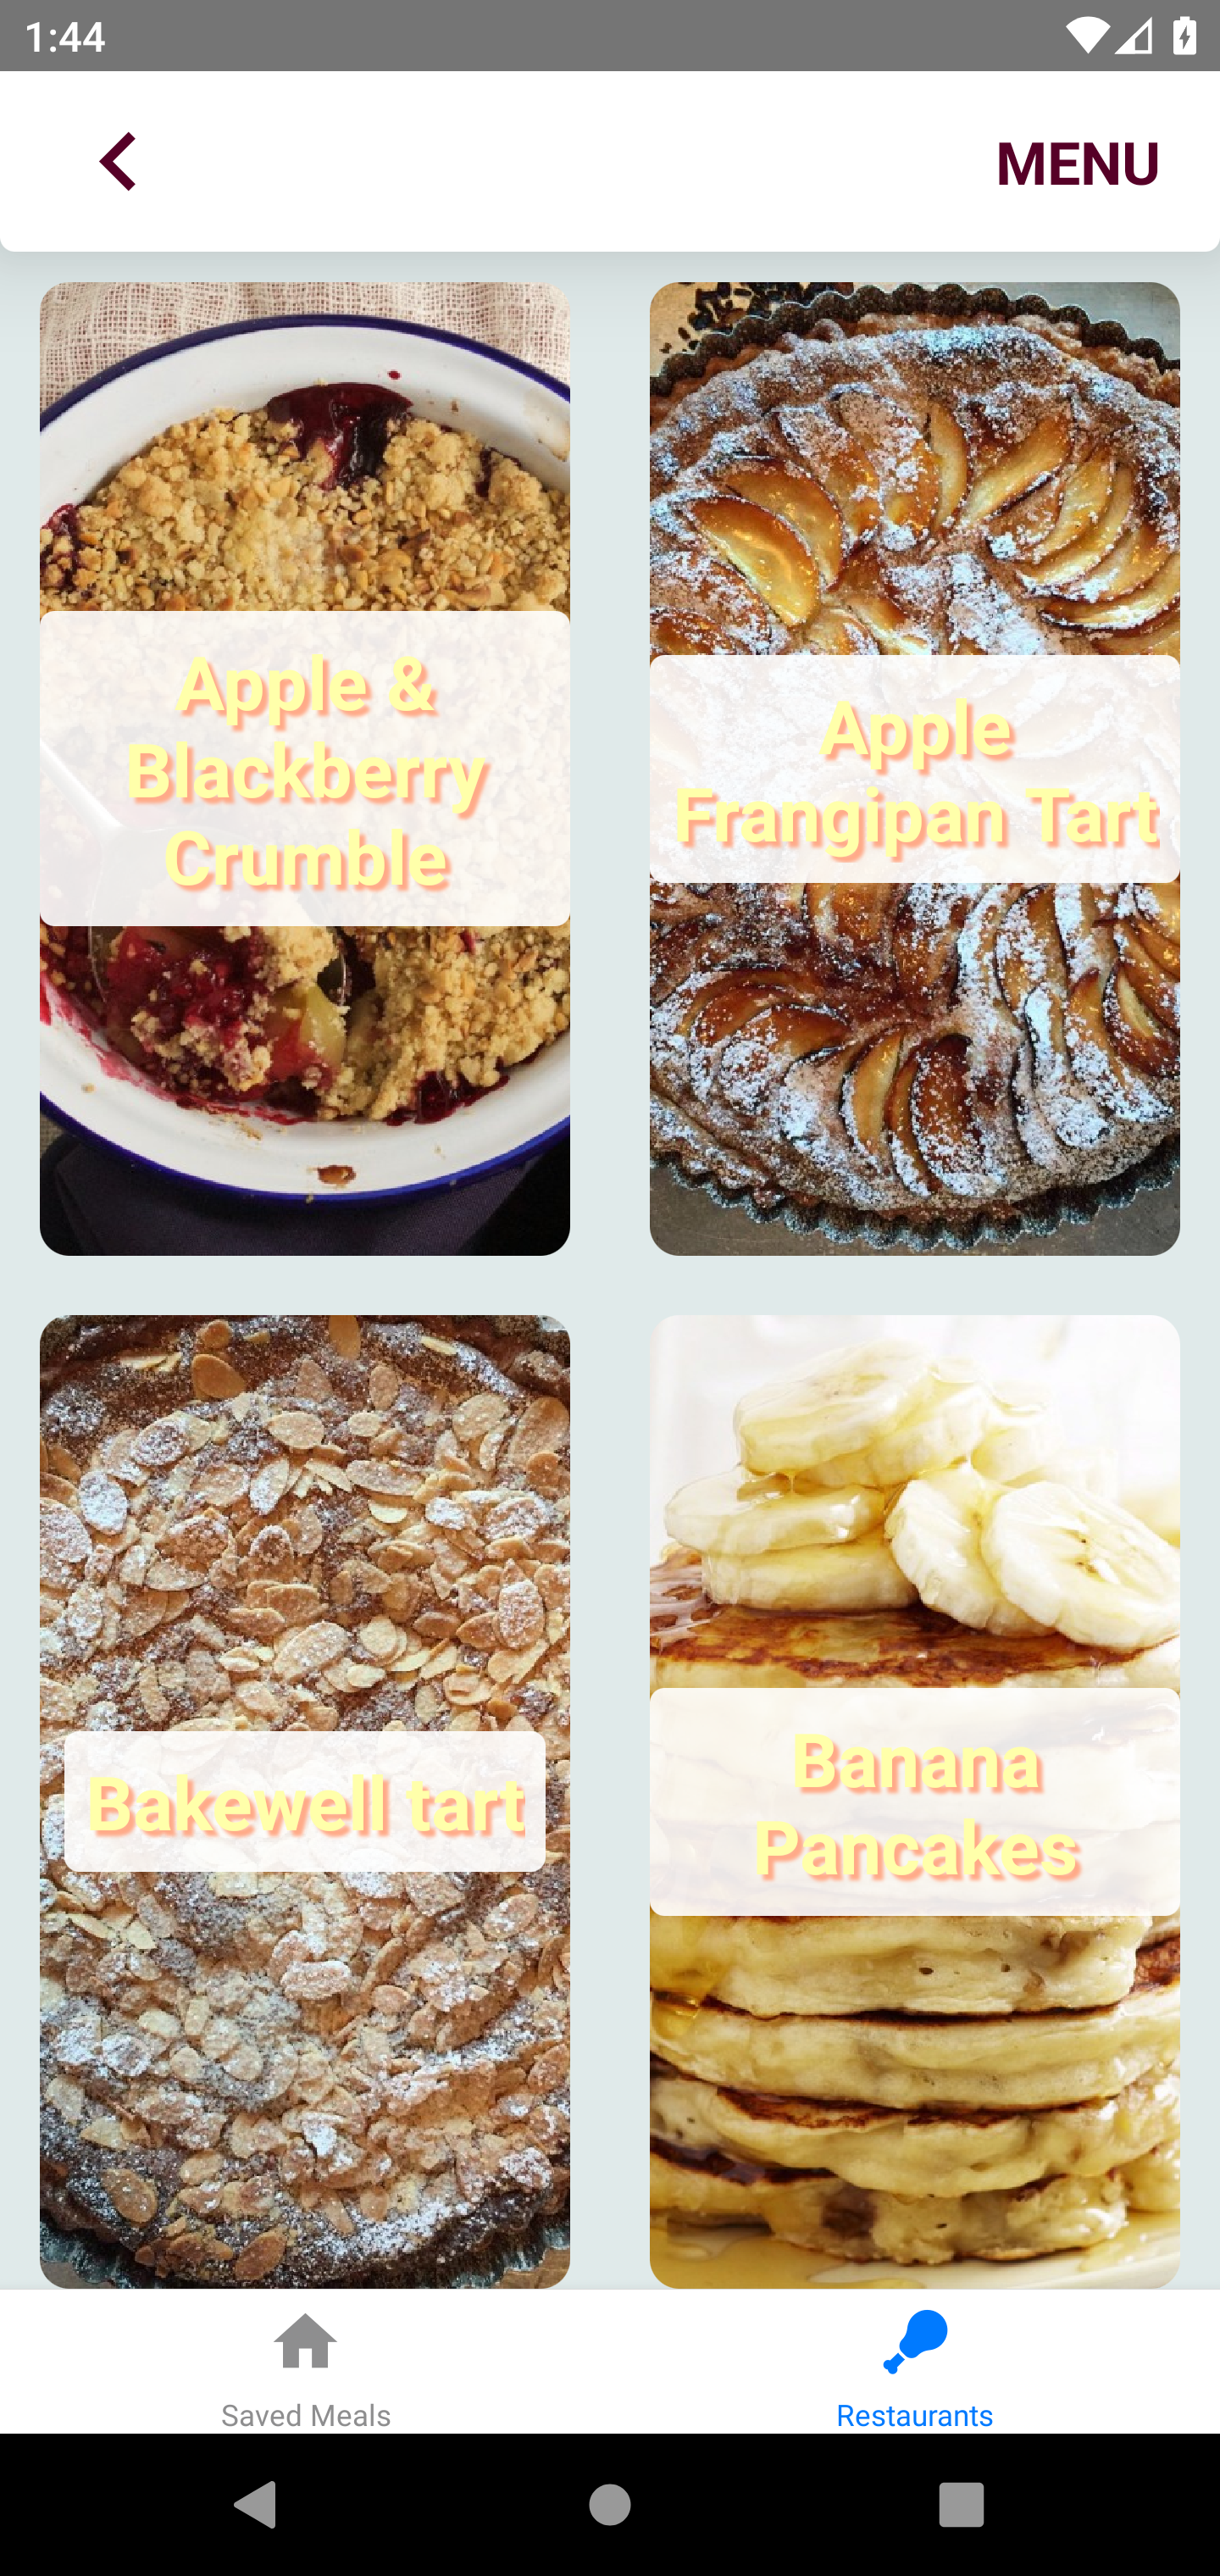 1:44
MENU
Apple &
Blackberry
Crumble
Apple
Frangipan Tart
Bakewell tart
Banana
Pancakes
Saved Meals
Restaurants